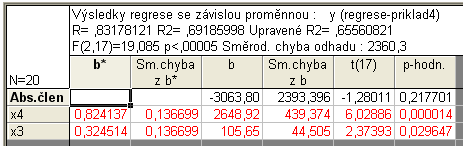 Výsledky regrese se závislou proměnnou : y (regrese-priklad4)
R= ,83178121 R2= ,69185998 Upravené R2= ,65560821
F(2,17)=19,085 p<,00005 Směrod. chyba odhadu : 2360,3
N=20 b* Sm.chyba z b* b Sm.chyba z b t(17) p-hodn.
Abs.člen -3063,80 2393,396 -1,28011 0,217701
x4 0,824137 0,136699 2648,92 439,374 6,02886 0,000014
x3 0,324514 0,136699 105,65 44,505 2,37393 0,029647